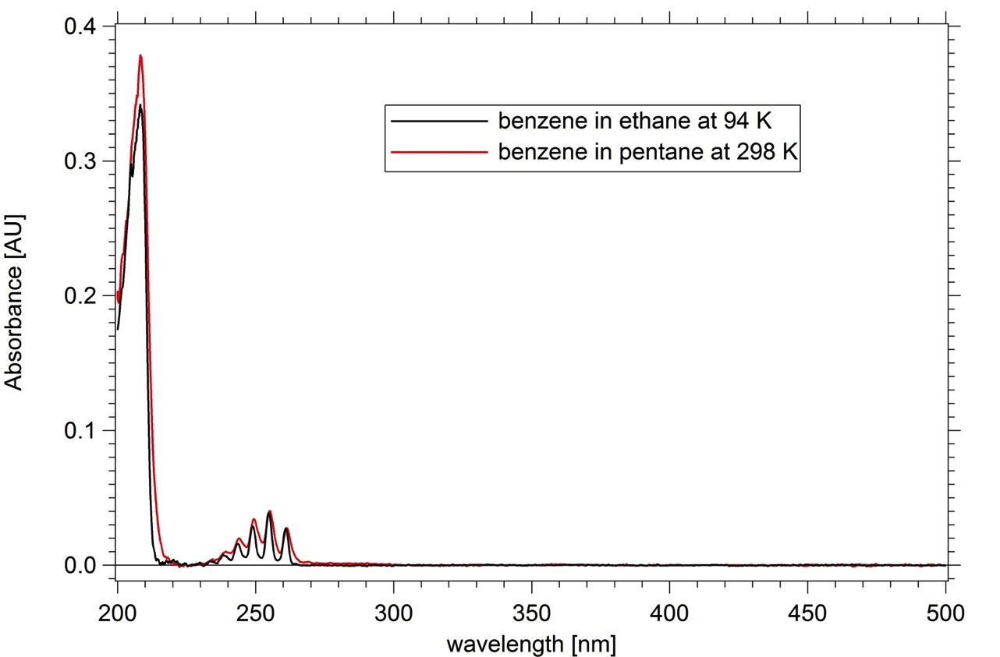 0.4
0.3
0.2
0.1
0.0
Absorbance [AU]
benzene in ethane at 94 K
benzene in pentane at 298 K
200 250 300 350 400 450 500
wavelength [nm]